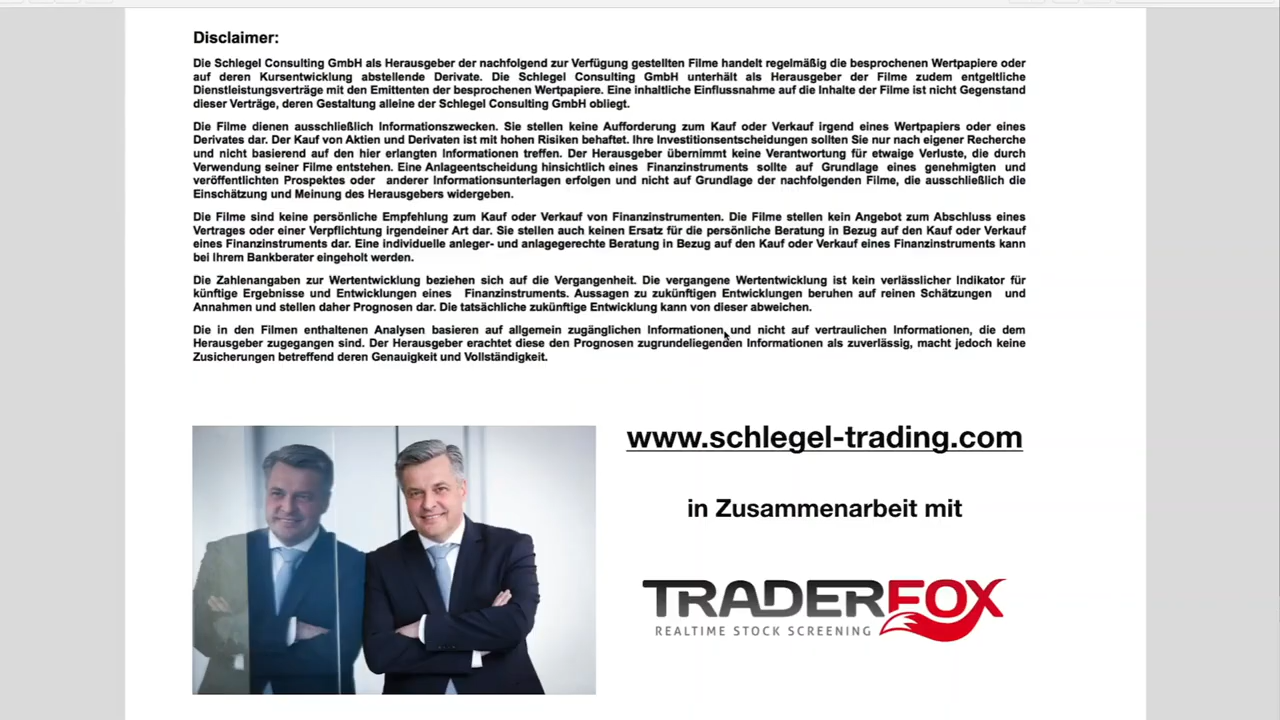 Disclaimer:
Die Schlegel Consulting GmbH als Herausgeber der nachfolgend zur Verfügung gestellten Filme handelt regelmäßig die besprochenen Wertpapiere oder
auf deren Kursentwicklung abstellende Derivate. Die Schlegel Consulting GmbH unterhält als Herausgeber der Filme zudem entgeltliche
Dienstleistungsverträge mit den Emittenten der besprochenen Wertpapiere. Eine inhaltliche Einflussnahme auf die Inhalte der Filme ist nicht Gegenstand
dieser Verträge, deren Gestaltung alleine der Schlegel Consulting GmbH obliegt.
Die Filme dienen ausschließlich Informationszwecken. Sie stellen keine Aufforderung zum Kauf oder Verkauf irgend eines Wertpapiers oder eines
Derivates dar. Der Kauf von Aktien und Derivaten ist mit hohen Risiken behaftet. Ihre Investitionsentscheidungen sollten Sie nur nach eigener Recherche
und nicht basierend auf den hier erlangten Informationen treffen. Der Herausgeber übernimmt keine Verantwortung für etwaige Verluste, die durch
Verwendung seiner Filme entstehen. Eine Anlageentscheidung hinsichtlich eines Finanzinstruments sollte auf Grundlage eines genehmigten und
veröffentlichten Prospektes oder anderer Informationsunterlagen erfolgen und nicht auf Grundlage der nachfolgenden Filme, die ausschließlich die
Einschätzung und Meinung des Herausgebers widergeben.
Die Filme sind keine persönliche Empfehlung zum Kauf oder Verkauf von Finanzinstrumenten. Die Filme stellen kein Angebot zum Abschluss eines
Vertrages oder einer Verpflichtung irgendeiner Art dar. Sie stellen auch keinen Ersatz für die persönliche Beratung in Bezug auf den Kauf oder Verkauf
eines Finanzinstruments dar. Eine individuelle anleger- und anlagegerechte Beratung in Bezug auf den Kauf oder Verkauf eines Finanzinstruments kann
bei Ihrem Bankberater eingeholt werden.
Die Zahlenangaben zur Wertentwicklung beziehen sich auf die Vergangenheit. Die vergangene Wertentwicklung ist kein verlässlicher Indikator für
künftige Ergebnisse und Entwicklungen eines Finanzinstruments. Aussagen zu zukünftigen Entwicklungen beruhen auf reinen Schätzungen und
Annahmen und stellen daher Prognosen dar. Die tatsächliche zukünftige Entwicklung kann von dieser abweichen.
Die in den Filmen enthaltenen Analysen basieren auf allgemein zugänglichen Informationen und nicht auf vertraulichen Informationen, die dem
Herausgeber zugegangen sind. Der Herausgeber erachtet diese den Prognosen zugrundeliegenden Informationen als zuverlässig, macht jedoch keine
Zusicherungen betreffend deren Genauigkeit und Vollständigkeit.
www.schlegel-trading.com
in Zusammenarbeit mit
TRADERFOX
REALTIME STOCK SCREENING